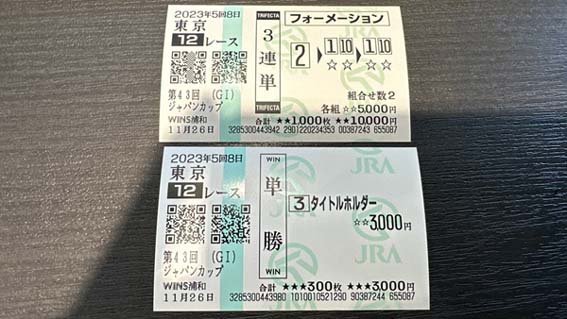 2023年5回8日
東京
12レース
第43回 (GI)
ジャパンカップ
WINS浦和
11月26日
TRIFECTA
3連単
TRIFECTA
フォーメーション
2 ▶ 1 10 ▶ 1 10
☆☆ ☆☆
組合せ数2
各組 ☆☆5,000円
合計 ★★1,000枚 ★★10,000円
3285300443942 2901220234353 00387243 655087
JRA
2023年5回8日
東京
12レース
第43回 (GI)
ジャパンカップ
WINS浦和
11月26日
WIN
単勝
WIN
3 タイトルホルダー
☆☆3,000円
JRA
合計 ★★★300枚 ★★★3,000円
3285300443980 1010010521290 90387244 655087